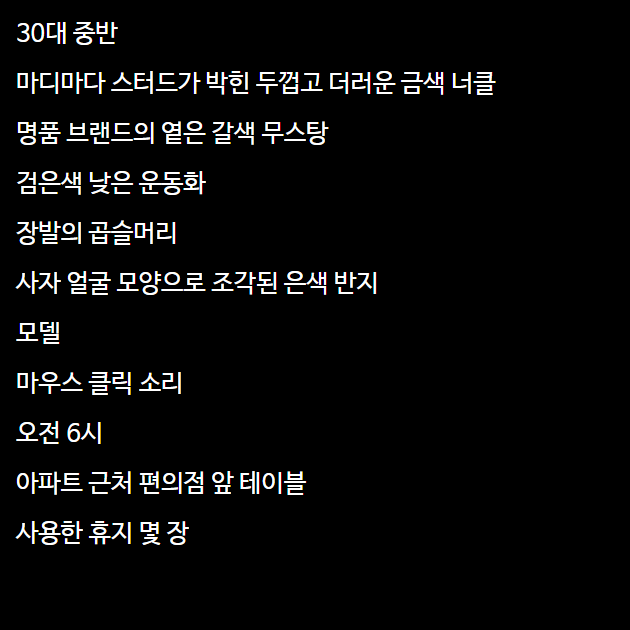 30대 중반
마디마다 스터드가 박힌 두껍고 더러운 금색 너클
명품 브랜드의 옅은 갈색 무스탕
검은색 낮은 운동화
장발의 곱슬머리
사자 얼굴 모양으로 조각된 은색 반지
모델
마우스 클릭 소리
오전 6시
아파트 근처 편의점 앞 테이블
사용한 휴지 몇 장